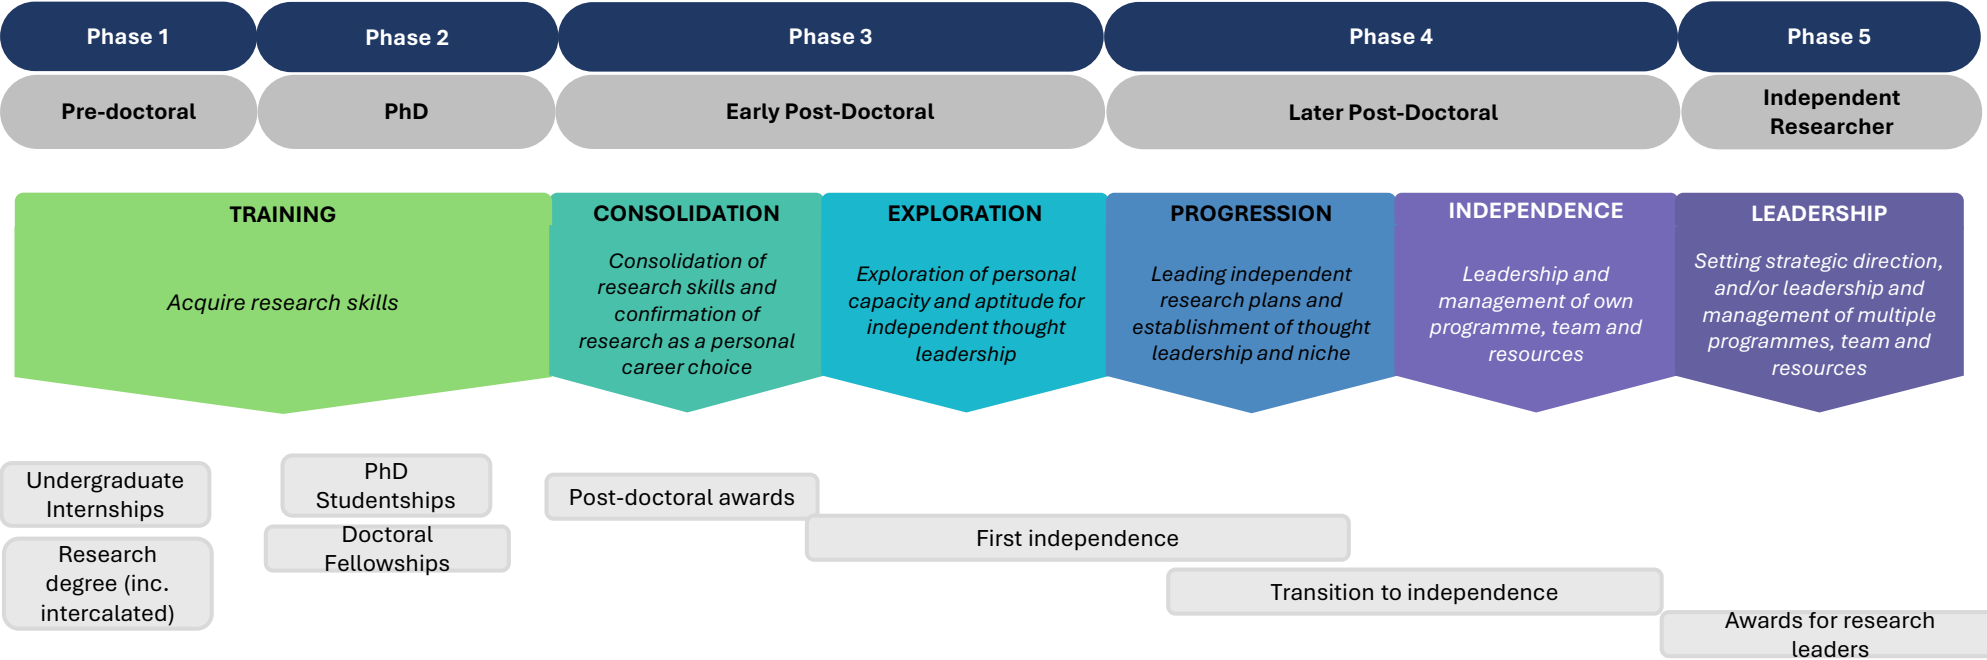 Phase 1
Phase 2
Phase 3
Phase 4
Phase 5
Pre-doctoral
PhD
Early Post-Doctoral
Later Post-Doctoral
Independent
Researcher
TRAINING
Acquire research skills
CONSOLIDATION
Consolidation of
research skills and
confirmation of
research as a personal
career choice
EXPLORATION
Exploration of personal
capacity and aptitude for
independent thought
leadership
PROGRESSION
Leading independent
research plans and
establishment of thought
leadership and niche
INDEPENDENCE
Leadership and
management of own
programme, team and
resources
LEADERSHIP
Setting strategic direction,
and/or leadership and
management of multiple
programmes, team and
resources
Undergraduate
Internships
Research
degree (inc.
intercalated)
PhD
Studentships
Doctoral
Fellowships
Post-doctoral awards
First independence
Transition to independence
Awards for research
leaders